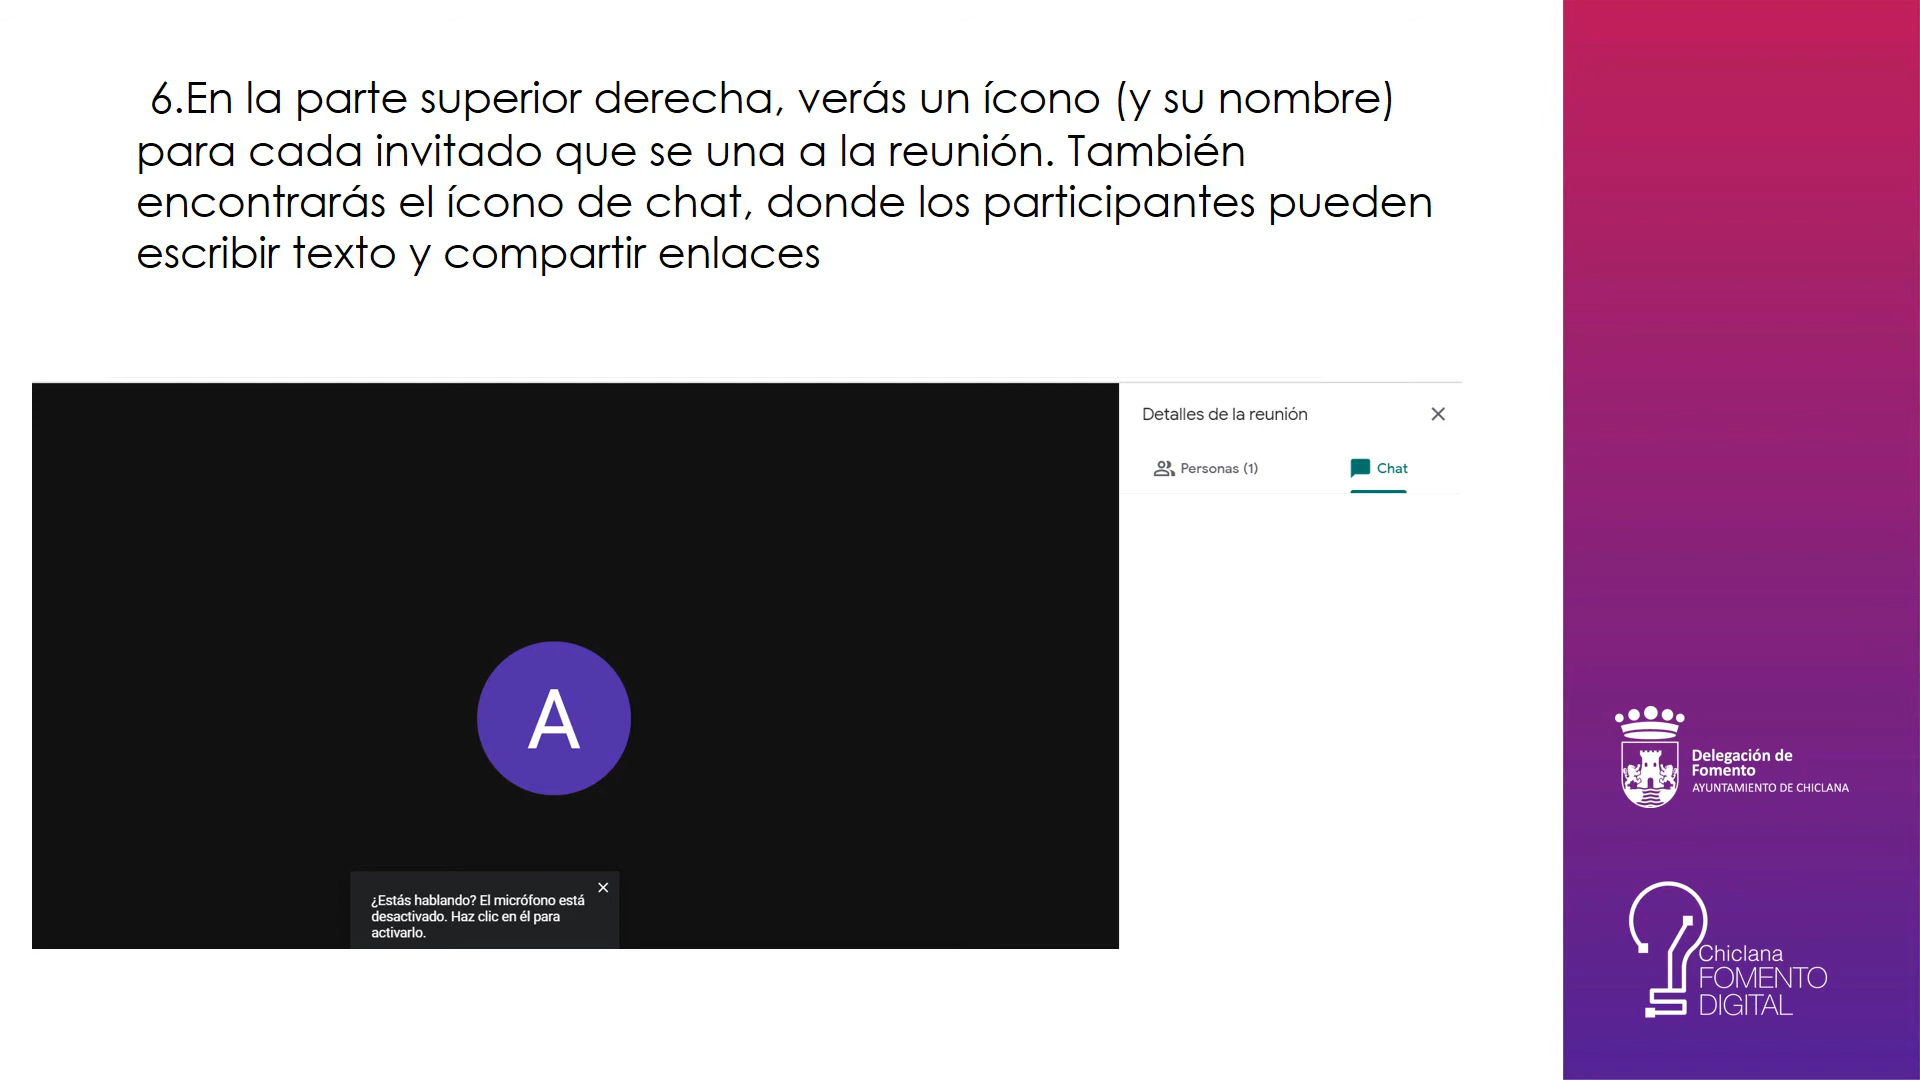 6.En la parte superior derecha, verás un ícono (y su nombre)
para cada invitado que se una a la reunión. También
encontrarás el ícono de chat, donde los participantes pueden
escribir texto y compartir enlaces
Detalles de la reunión
Personas (1)
Chat
A
¿Estás hablando? El micrófono está
desactivado. Haz clic en él para
activarlo.
Delegación de
Fomento
AYUNTAMIENTO DE CHICLANA
Chiclana
FOMENTO
DIGITAL